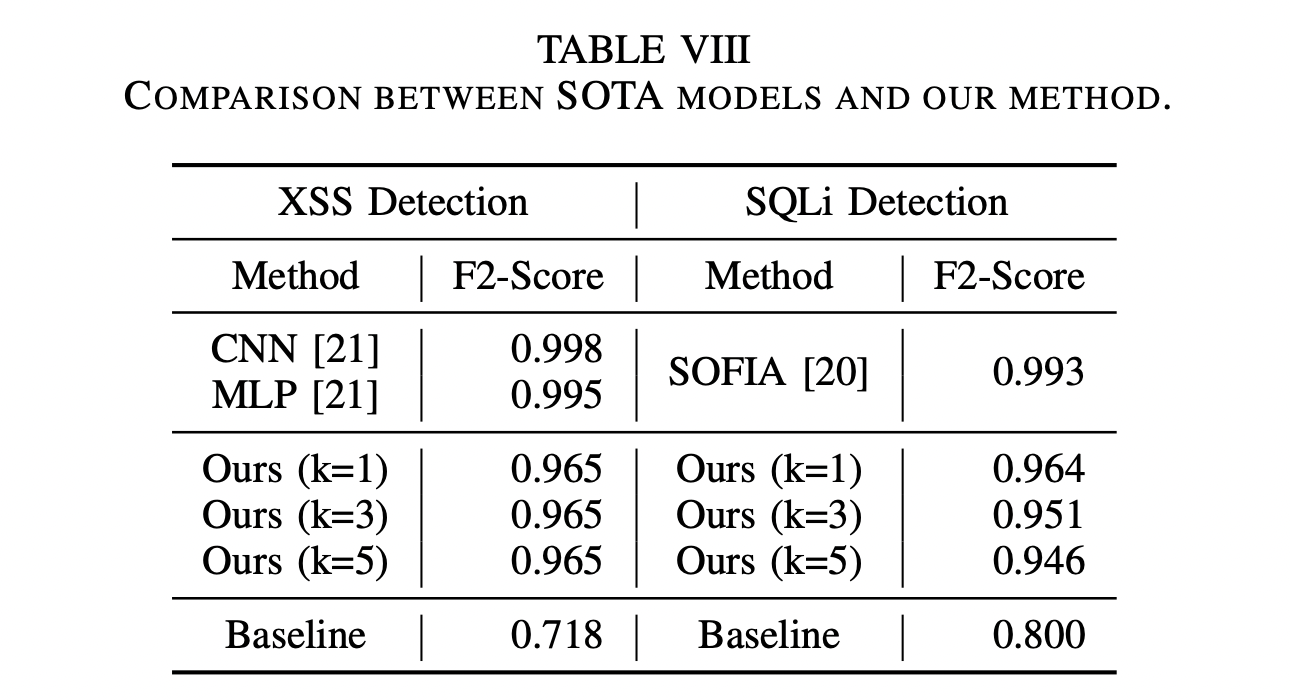 TABLE VIII
COMPARISON BETWEEN SOTA MODELS AND OUR METHOD.
XSS Detection | SQLi Detection
Method | F2-Score | Method | F2-Score
CNN [21] | 0.998 | SOFIA [20] | 0.993
MLP [21] | 0.995
Ours (k=1) | 0.965 | Ours (k=1) | 0.964
Ours (k=3) | 0.965 | Ours (k=3) | 0.951
Ours (k=5) | 0.965 | Ours (k=5) | 0.946
Baseline | 0.718 | Baseline | 0.800